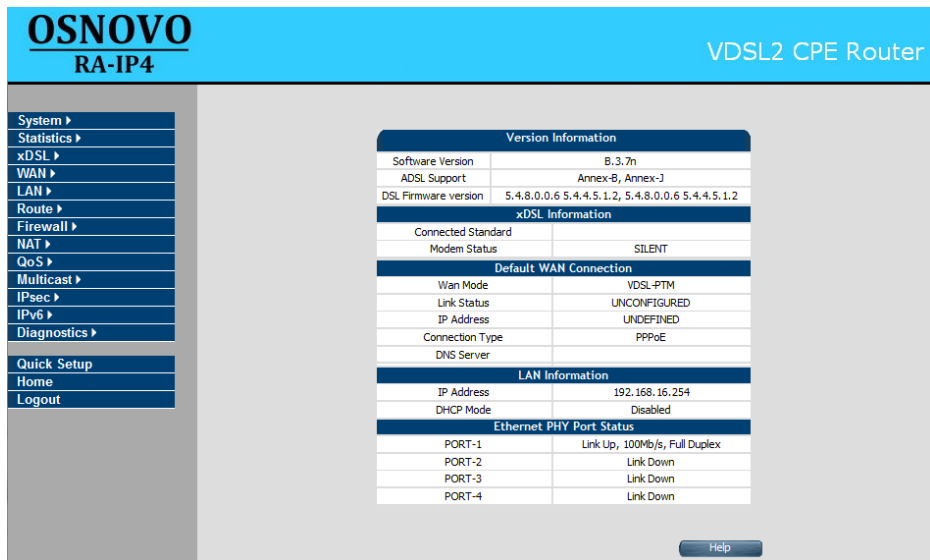 OSNOVO
RA-IP4
VDSL2 CPE Router
System
Statistics
xDSL
WAN
LAN
Route
Firewall
NAT
QoS
Multicast
IPsec
IPv6
Diagnostics
Quick Setup
Home
Logout
Version Information
Software Version B.3.7n
ADSL Support Annex-B, Annex-J
DSL Firmware version 5.4.8.0.0.6 5.4.4.5.1.2, 5.4.8.0.0.6 5.4.4.5.1.2
xDSL Information
Connected Standard
Modem Status SILENT
Default WAN Connection
Wan Mode VDSL-PTM
Link Status UNCONFIGURED
IP Address UNDEFINED
Connection Type PPPoE
DNS Server
LAN Information
IP Address 192.168.16.254
DHCP Mode Disabled
Ethernet PHY Port Status
PORT-1 Link Up, 100Mb/s, Full Duplex
PORT-2 Link Down
PORT-3 Link Down
PORT-4 Link Down
Help